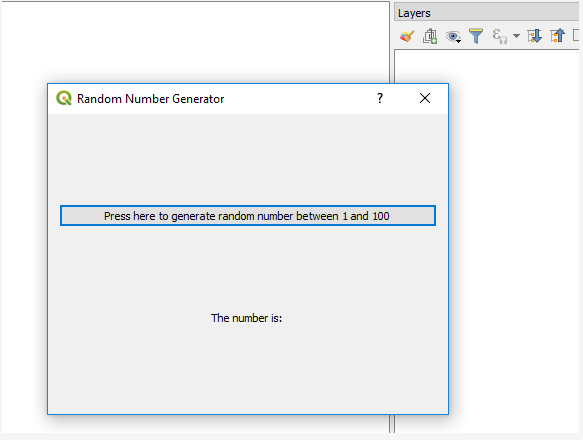 Layers
Random Number Generator
?
Press here to generate random number between 1 and 100
The number is: